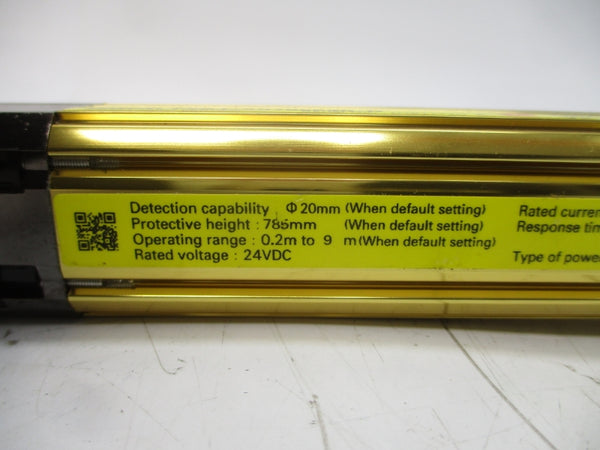 Detection capability Φ20mm (When default setting)
Protective height : 785mm (When default setting)
Operating range : 0.2m to 9 m (When default setting)
Rated voltage : 24VDC
Rated curren
Response tim
Type of powe